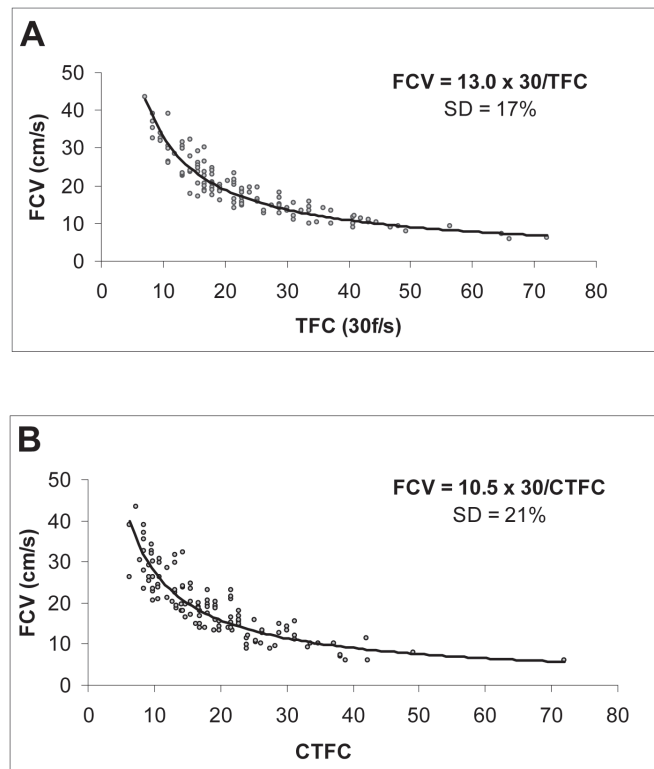 A
FCV = 13.0 x 30/TFC
SD = 17%
50
40
30
20
10
0
FCV (cm/s)
0 10 20 30 40 50 60 70 80
TFC (30f/s)
B
FCV = 10.5 x 30/CTFC
SD = 21%
50
40
30
20
10
0
FCV (cm/s)
0 10 20 30 40 50 60 70 80
CTFC